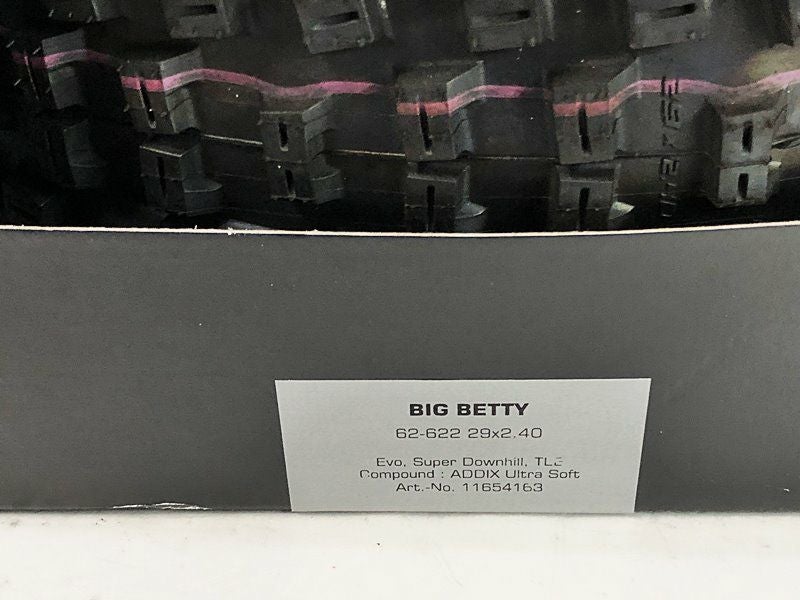 BIG BETTY
62-622 29x2.40
Evo, Super Downhill, TLE
Compound : ADDIX Ultra Soft
Art.-No. 11654163